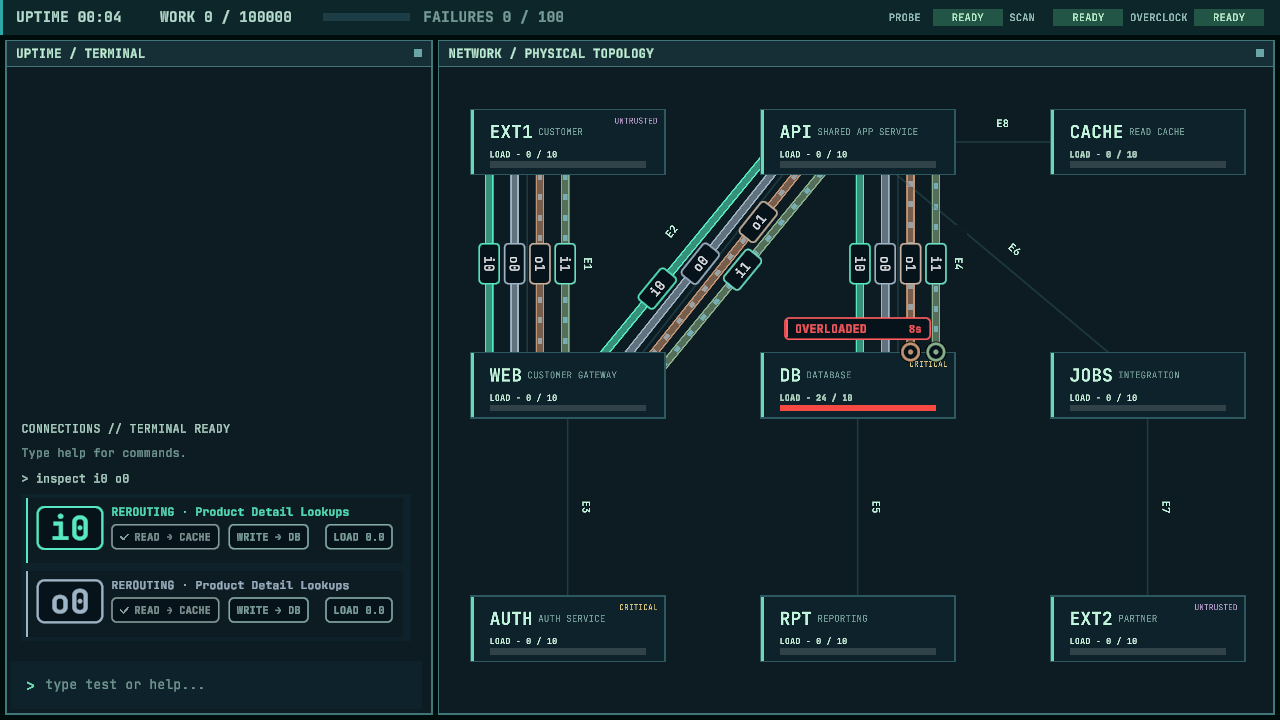 UPTIME 00:04 WORK 0 / 100000 FAILURES 0 / 100 PROBE READY SCAN READY OVERCLOCK READY
UPTIME / TERMINAL
CONNECTIONS // TERMINAL READY
Type help for commands.
> inspect i0 o0
i0
REROUTING · Product Detail Lookups
✓ READ → CACHE WRITE → DB LOAD 0.0
o0
REROUTING · Product Detail Lookups
✓ READ → CACHE WRITE → DB LOAD 0.0
> type test or help...
NETWORK / PHYSICAL TOPOLOGY
EXT1 CUSTOMER UNTRUSTED
LOAD - 0 / 10
API SHARED APP SERVICE
LOAD - 0 / 10
E8
CACHE READ CACHE
LOAD - 0 / 10
i0 o0 o1 i1 E1
E2
i0 o0 o1 i1
i0 o0 o1 i1 E4
E6
OVERLOADED 8s
WEB CUSTOMER GATEWAY
LOAD - 0 / 10
DB DATABASE CRITICAL
LOAD - 24 / 10
JOBS INTEGRATION
LOAD - 0 / 10
E3
E5
E7
AUTH AUTH SERVICE CRITICAL
LOAD - 0 / 10
RPT REPORTING
LOAD - 0 / 10
EXT2 PARTNER UNTRUSTED
LOAD - 0 / 10